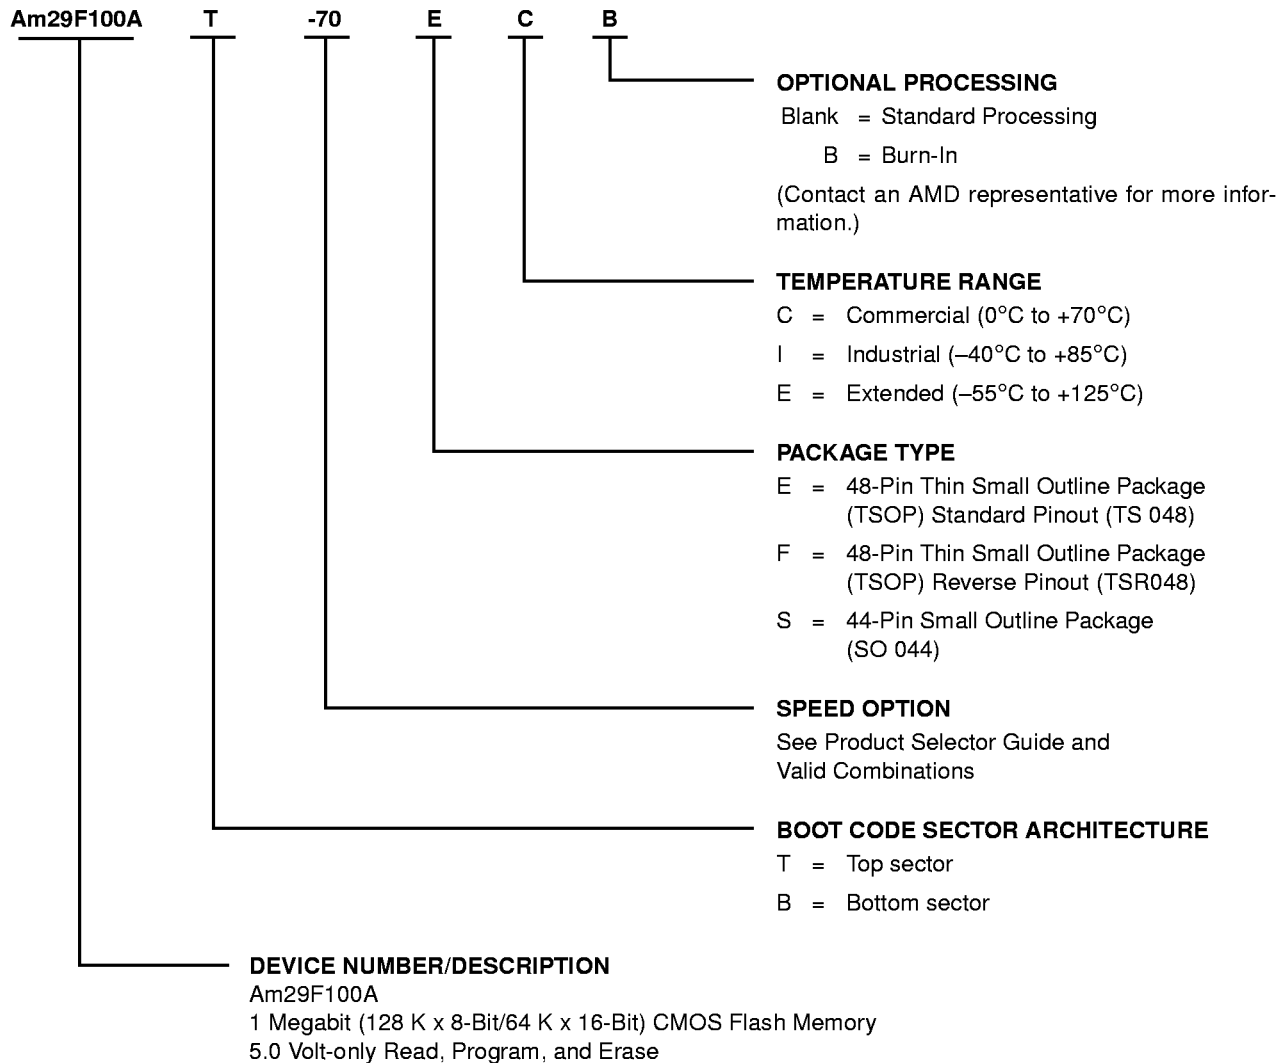 Am29F100A T -70 E C B
OPTIONAL PROCESSING
Blank = Standard Processing
B = Burn-In
(Contact an AMD representative for more infor-
mation.)
TEMPERATURE RANGE
C = Commercial (0°C to +70°C)
I = Industrial (–40°C to +85°C)
E = Extended (–55°C to +125°C)
PACKAGE TYPE
E = 48-Pin Thin Small Outline Package
(TSOP) Standard Pinout (TS 048)
F = 48-Pin Thin Small Outline Package
(TSOP) Reverse Pinout (TSR048)
S = 44-Pin Small Outline Package
(SO 044)
SPEED OPTION
See Product Selector Guide and
Valid Combinations
BOOT CODE SECTOR ARCHITECTURE
T = Top sector
B = Bottom sector
DEVICE NUMBER/DESCRIPTION
Am29F100A
1 Megabit (128 K x 8-Bit/64 K x 16-Bit) CMOS Flash Memory
5.0 Volt-only Read, Program, and Erase